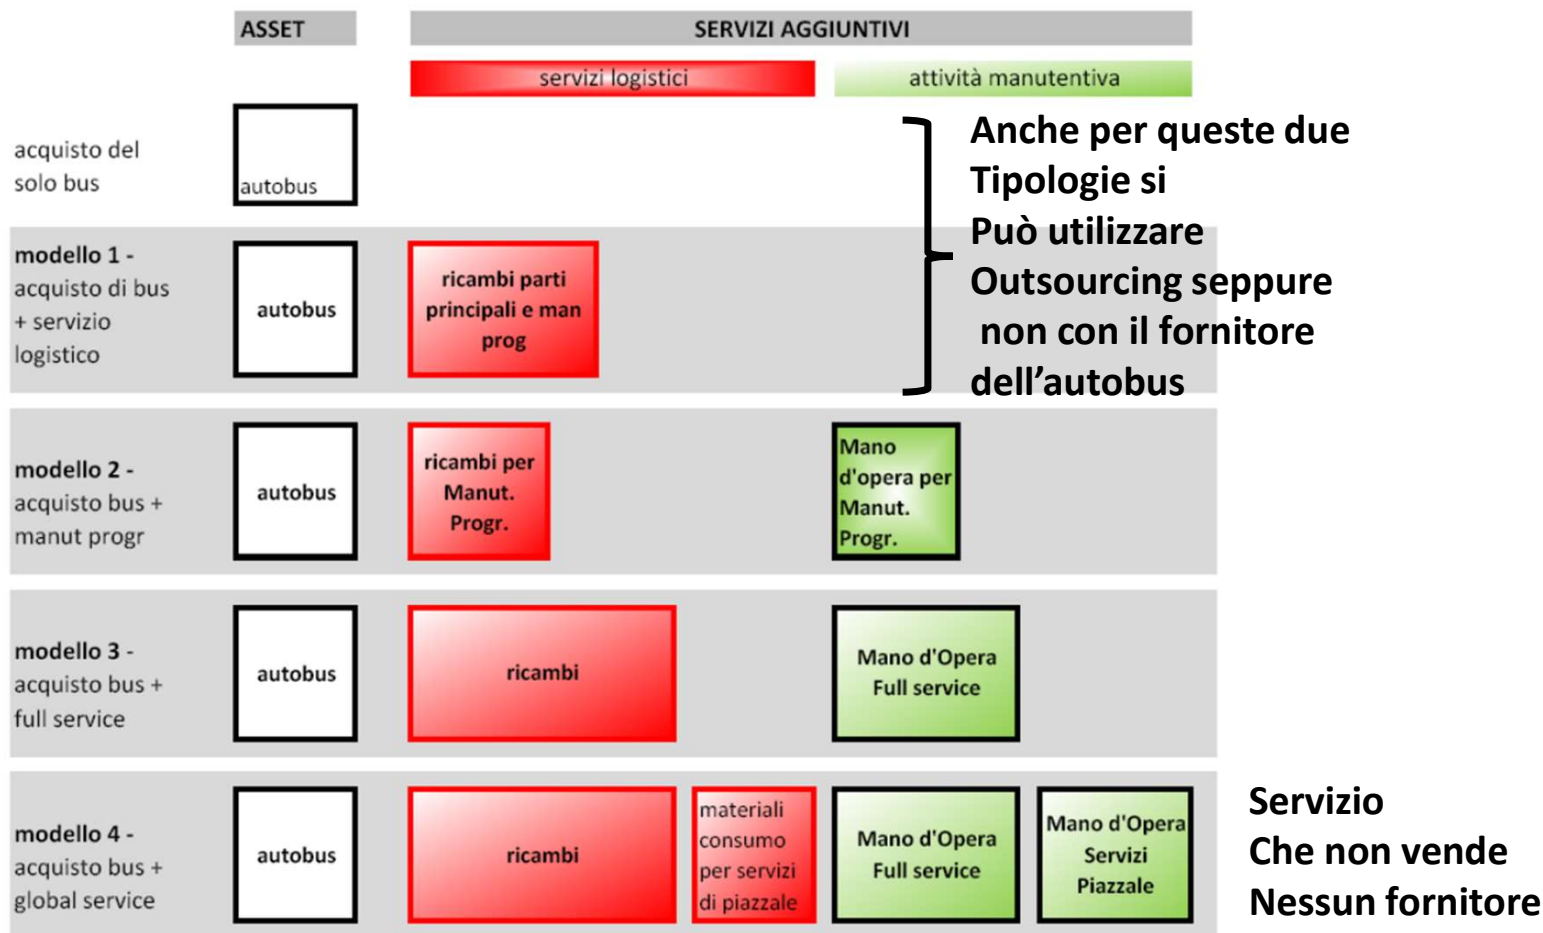 ASSET
SERVIZI AGGIUNTIVI
servizi logistici
attività manutentiva
acquisto del
solo bus
autobus
Anche per queste due
Tipologie si
Può utilizzare
Outsourcing seppure
non con il fornitore
dell'autobus
modello 1 -
acquisto di bus
+ servizio
logistico
autobus
ricambi parti
principali e man
prog
modello 2 -
acquisto bus +
manut progr
autobus
ricambi per
Manut.
Progr.
Mano
d'opera per
Manut.
Progr.
modello 3 -
acquisto bus +
full service
autobus
ricambi
Mano d'Opera
Full service
modello 4 -
acquisto bus +
global service
autobus
ricambi
materiali
consumo
per servizi
di piazzale
Mano d'Opera
Full service
Mano d'Opera
Servizi
Piazzale
Servizio
Che non vende
Nessun fornitore